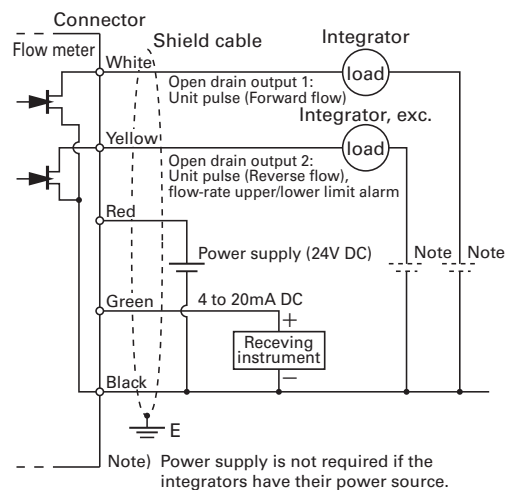 Connector
Flow meter
Shield cable
Integrator
White
load
Open drain output 1:
Unit pulse (Forward flow)
Integrator, exc.
Yellow
load
Open drain output 2:
Unit pulse (Reverse flow),
flow-rate upper/lower limit alarm
Red
Power supply (24V DC)
Note
Note
Green
4 to 20mA DC
+
Receving
instrument
−
Black
E
Note) Power supply is not required if the
integrators have their power source.